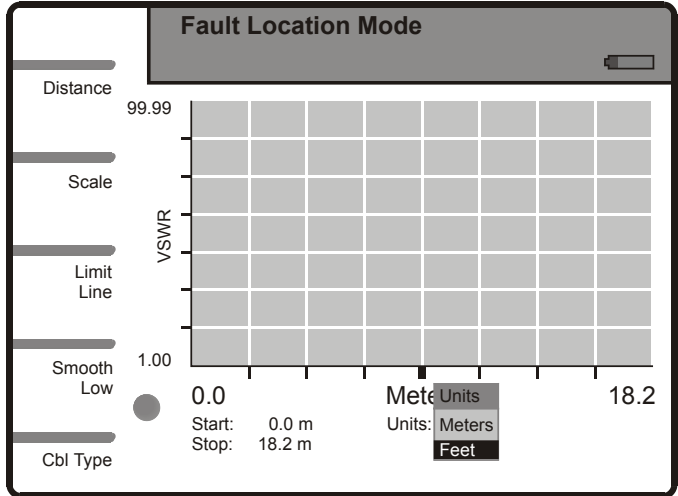 Fault Location Mode
Distance
Scale
Limit
Line
Smooth
Low
Cbl Type
99.99
VSWR
1.00
0.0
Mete
18.2
Start: 0.0 m
Stop: 18.2 m
Units:
Units
Meters
Feet